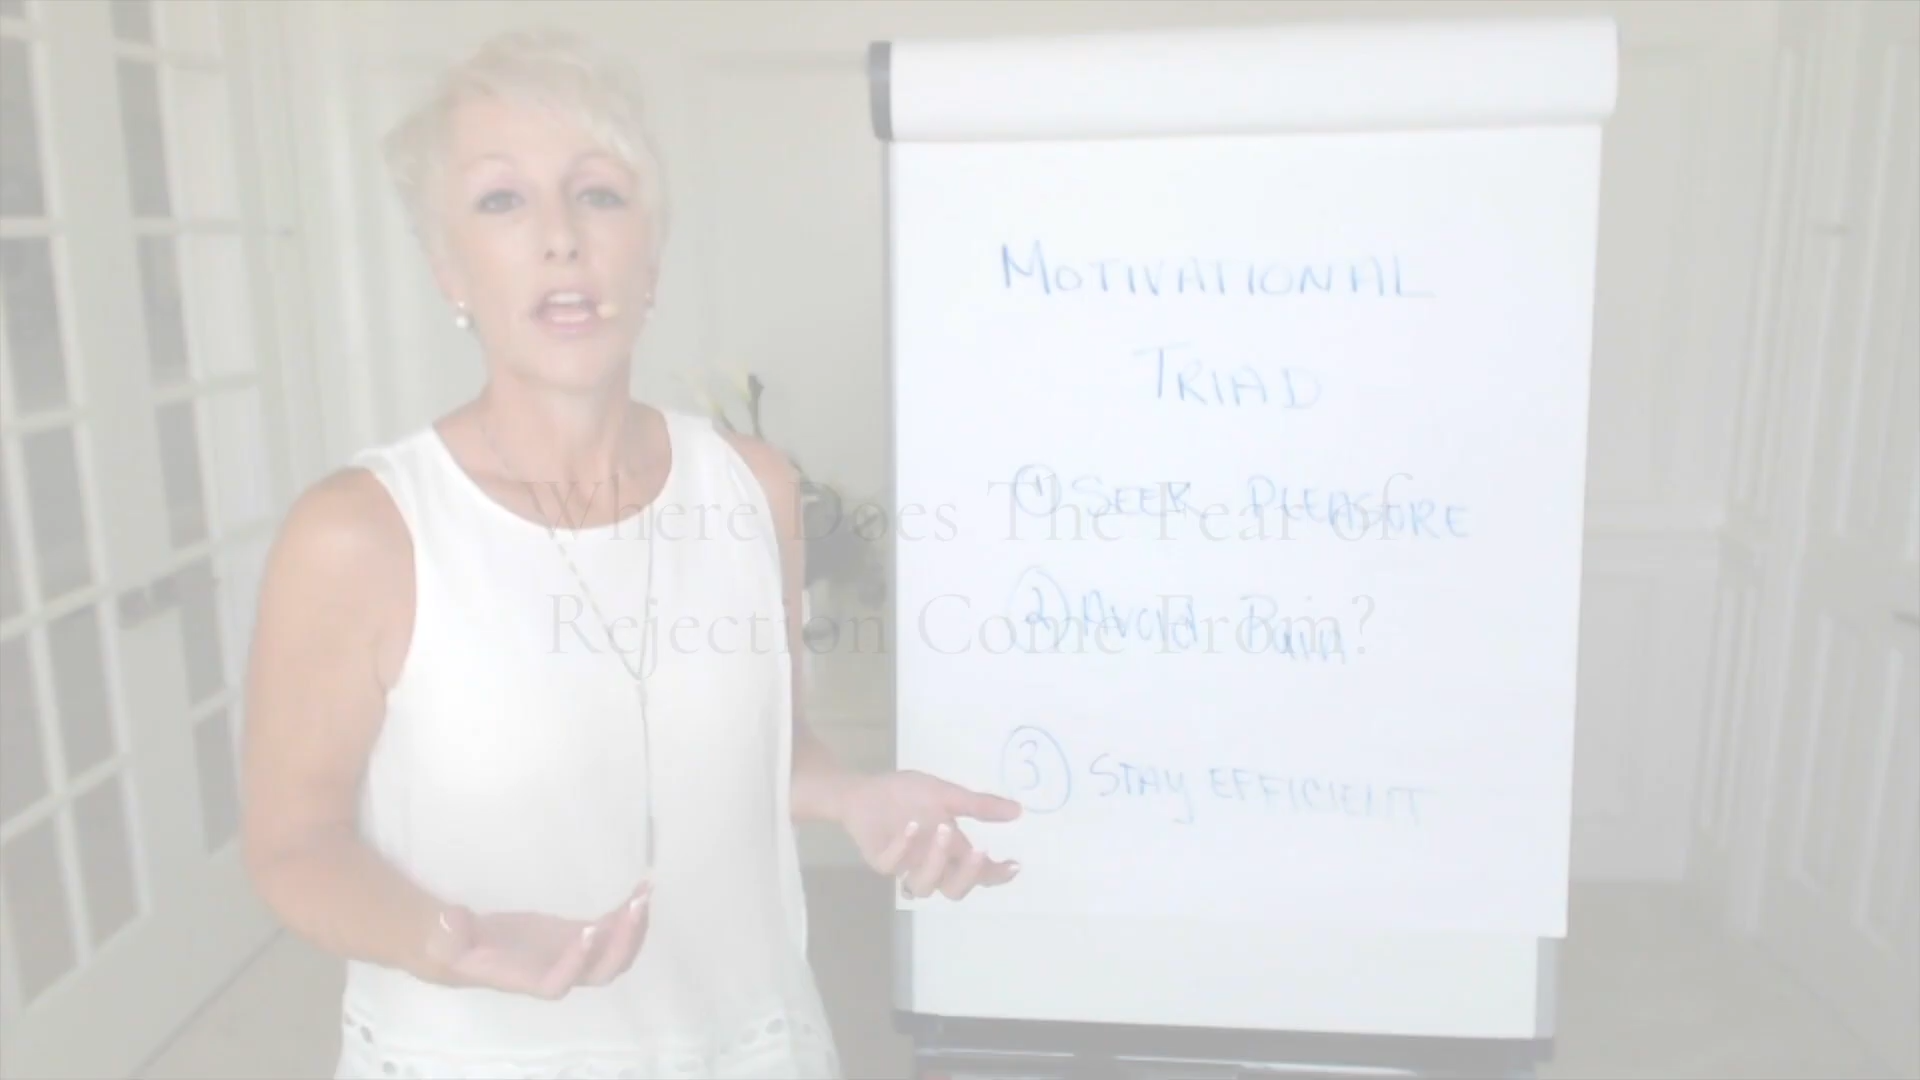 MOTIVATIONAL
TRIAD
① SEEK PLEASURE
② AVOID Pain
③ STAY EFFICIENT
Where Does The Fear of
Rejection Come From?